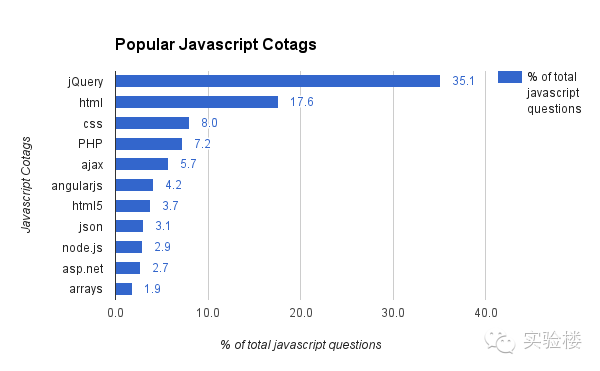 Popular Javascript Cotags
% of total
javascript
questions
Javascript Cotags
jQuery 35.1
html 17.6
css 8.0
PHP 7.2
ajax 5.7
angularjs 4.2
html5 3.7
json 3.1
node.js 2.9
asp.net 2.7
arrays 1.9
0.0 10.0 20.0 30.0 40.0
% of total javascript questions
实验楼